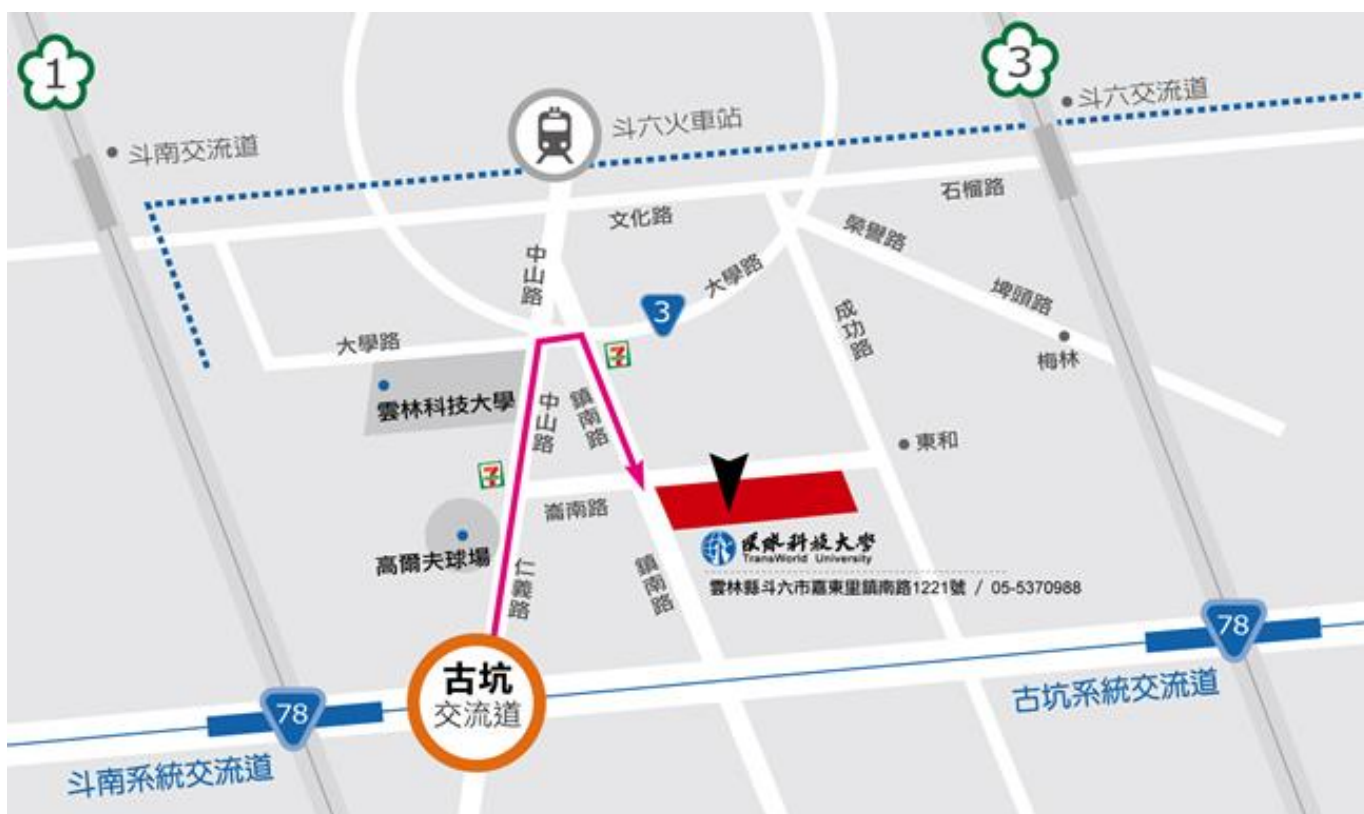 1
3
斗六交流道
斗南交流道
斗六火車站
石榴路
文化路
榮譽路
中山路
大學路
埤頭路
3
成功路
大學路
7
梅林
雲林科技大學
中山路
鎮南路
東和
7
崙南路
環球科技大學
TransWorld University
高爾夫球場
仁義路
鎮南路
雲林縣斗六市嘉東里鎮南路1221號 / 05-5370988
78
古坑
交流道
古坑系統交流道
78
斗南系統交流道